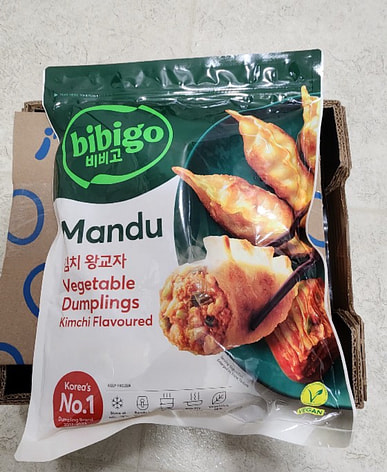 bibigo
비비고
Mandu
김치 왕교자
Vegetable
Dumplings
Kimchi Flavoured
Korea's
No.1
VEGAN